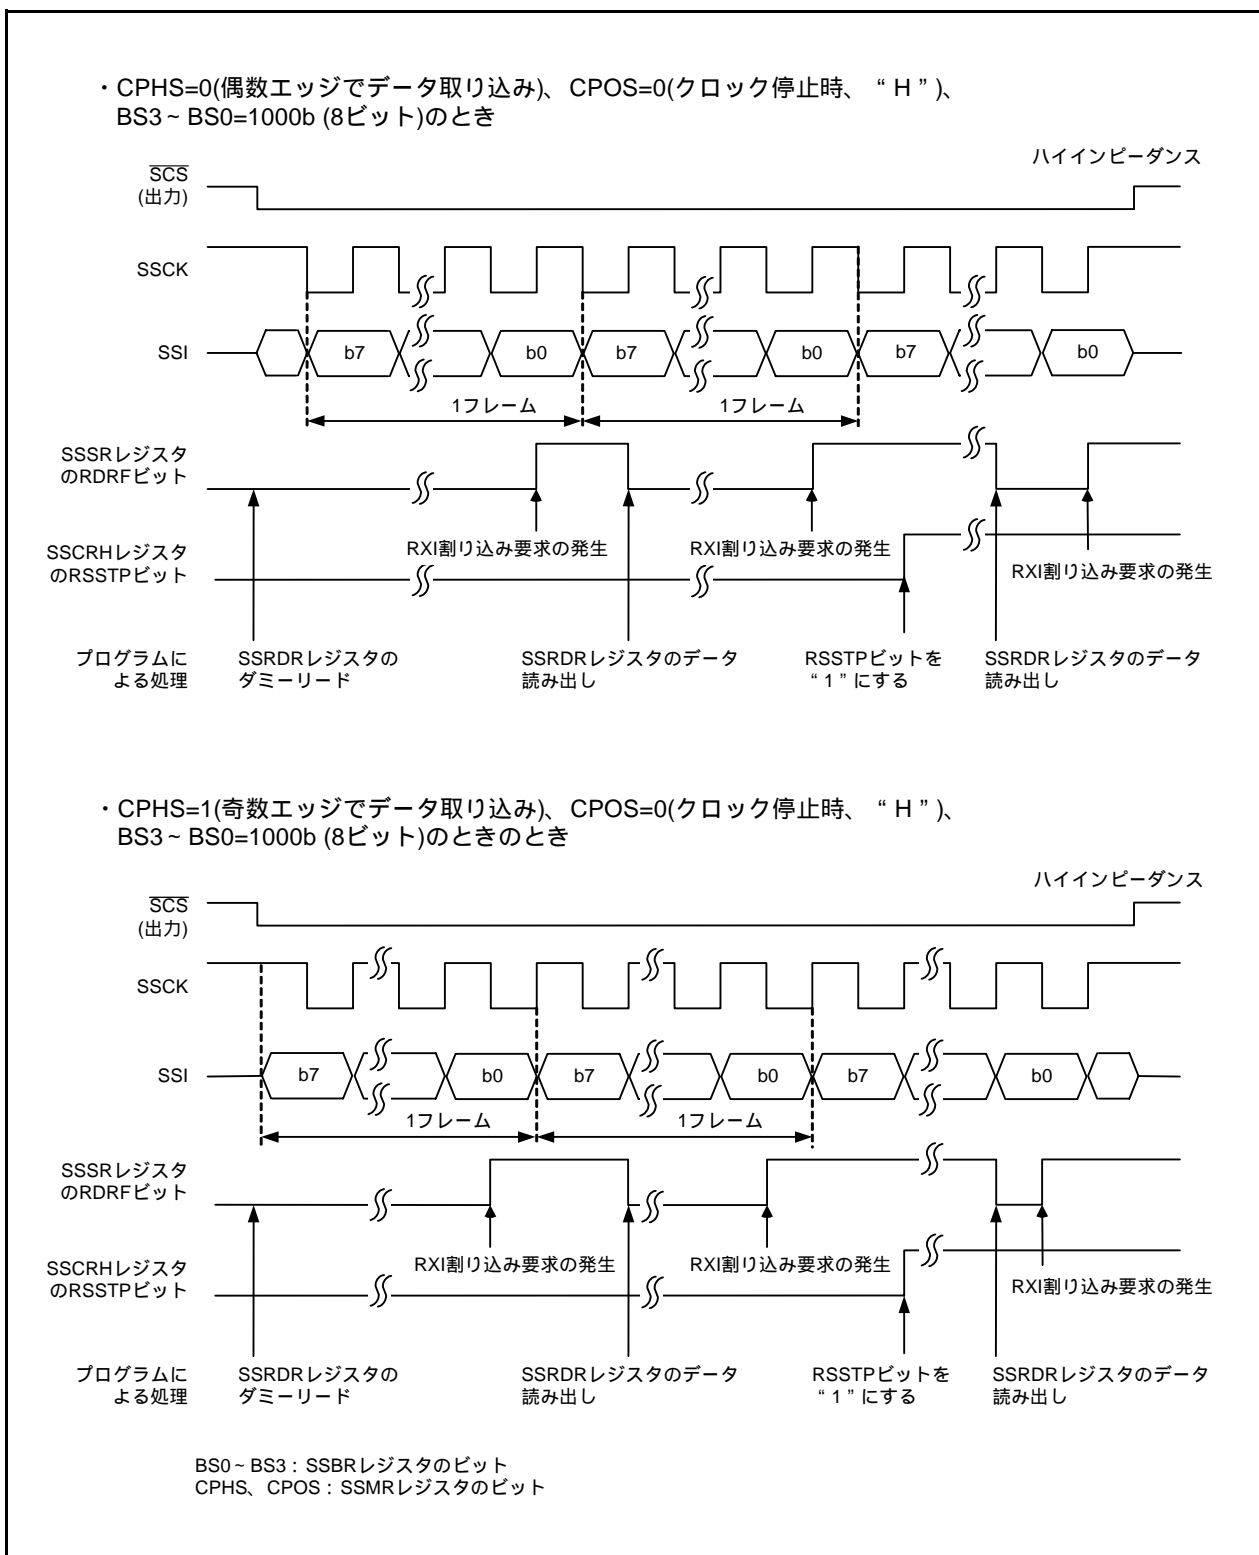 ・CPHS=0(偶数エッジでデータ取り込み)、CPOS=0(クロック停止時、“H”)、
BS3~BS0=1000b (8ビット)のとき
ハイインピーダンス
SCS
(出力)
SSCK
SSI
b7
b0
b7
b0
b7
b0
1フレーム
1フレーム
SSSRレジスタ
のRDRFビット
RXI割り込み要求の発生
RXI割り込み要求の発生
RXI割り込み要求の発生
SSCRHレジスタ
のRSSTPビット
プログラムに
よる処理
SSRDRレジスタの
ダミーリード
SSRDRレジスタのデータ
読み出し
RSSTPビットを
“1”にする
SSRDRレジスタのデータ
読み出し
・CPHS=1(奇数エッジでデータ取り込み)、CPOS=0(クロック停止時、“H”)、
BS3~BS0=1000b (8ビット)のときのとき
ハイインピーダンス
SCS
(出力)
SSCK
SSI
b7
b0
b7
b0
b7
b0
1フレーム
1フレーム
SSSRレジスタ
のRDRFビット
RXI割り込み要求の発生
RXI割り込み要求の発生
RXI割り込み要求の発生
SSCRHレジスタ
のRSSTPビット
プログラムに
よる処理
SSRDRレジスタの
ダミーリード
SSRDRレジスタのデータ
読み出し
RSSTPビットを
“1”にする
SSRDRレジスタのデータ
読み出し
BS0~BS3:SSBRレジスタのビット
CPHS、CPOS:SSMRレジスタのビット